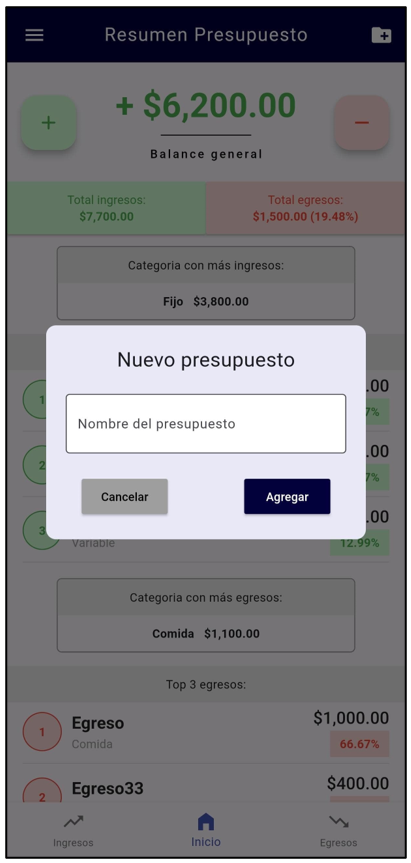 Resumen Presupuesto
+
+ $6,200.00
−
Balance general
Total ingresos:
$7,700.00
Total egresos:
$1,500.00 (19.48%)
Categoria con más ingresos:
Fijo $3,800.00
Nuevo presupuesto
Nombre del presupuesto
Cancelar
Agregar
1
.00
7%
2
.00
7%
3
.00
Variable
12.99%
Categoria con más egresos:
Comida $1,100.00
Top 3 egresos:
1
Egreso
$1,000.00
Comida
66.67%
2
Egreso33
$400.00
Ingresos
Inicio
Egresos